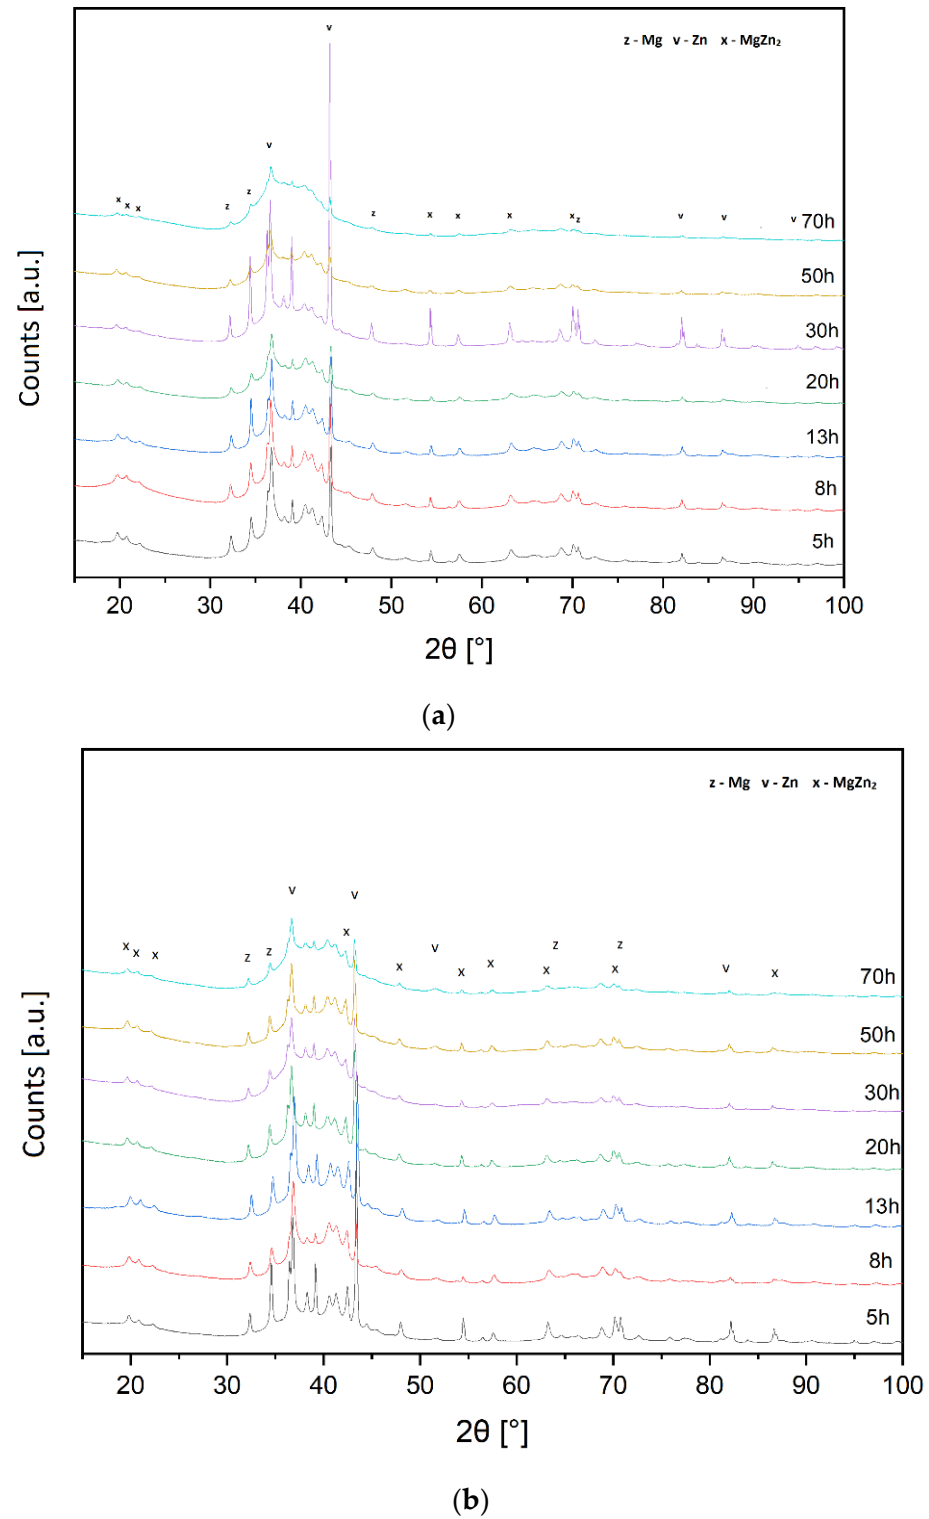 z - Mg v - Zn x - MgZn₂
v
v
z
x x x
z
z
x
x
x
x z
v
v
v
70h
50h
30h
20h
13h
8h
5h
Counts [a.u.]
20 30 40 50 60 70 80 90 100
2θ [°]
(a)
z - Mg v - Zn x - MgZn₂
v
v
x x x
z z
x
x
v
x
x
x
z
x
z
v
x
70h
50h
30h
20h
13h
8h
5h
Counts [a.u.]
20 30 40 50 60 70 80 90 100
2θ [°]
(b)